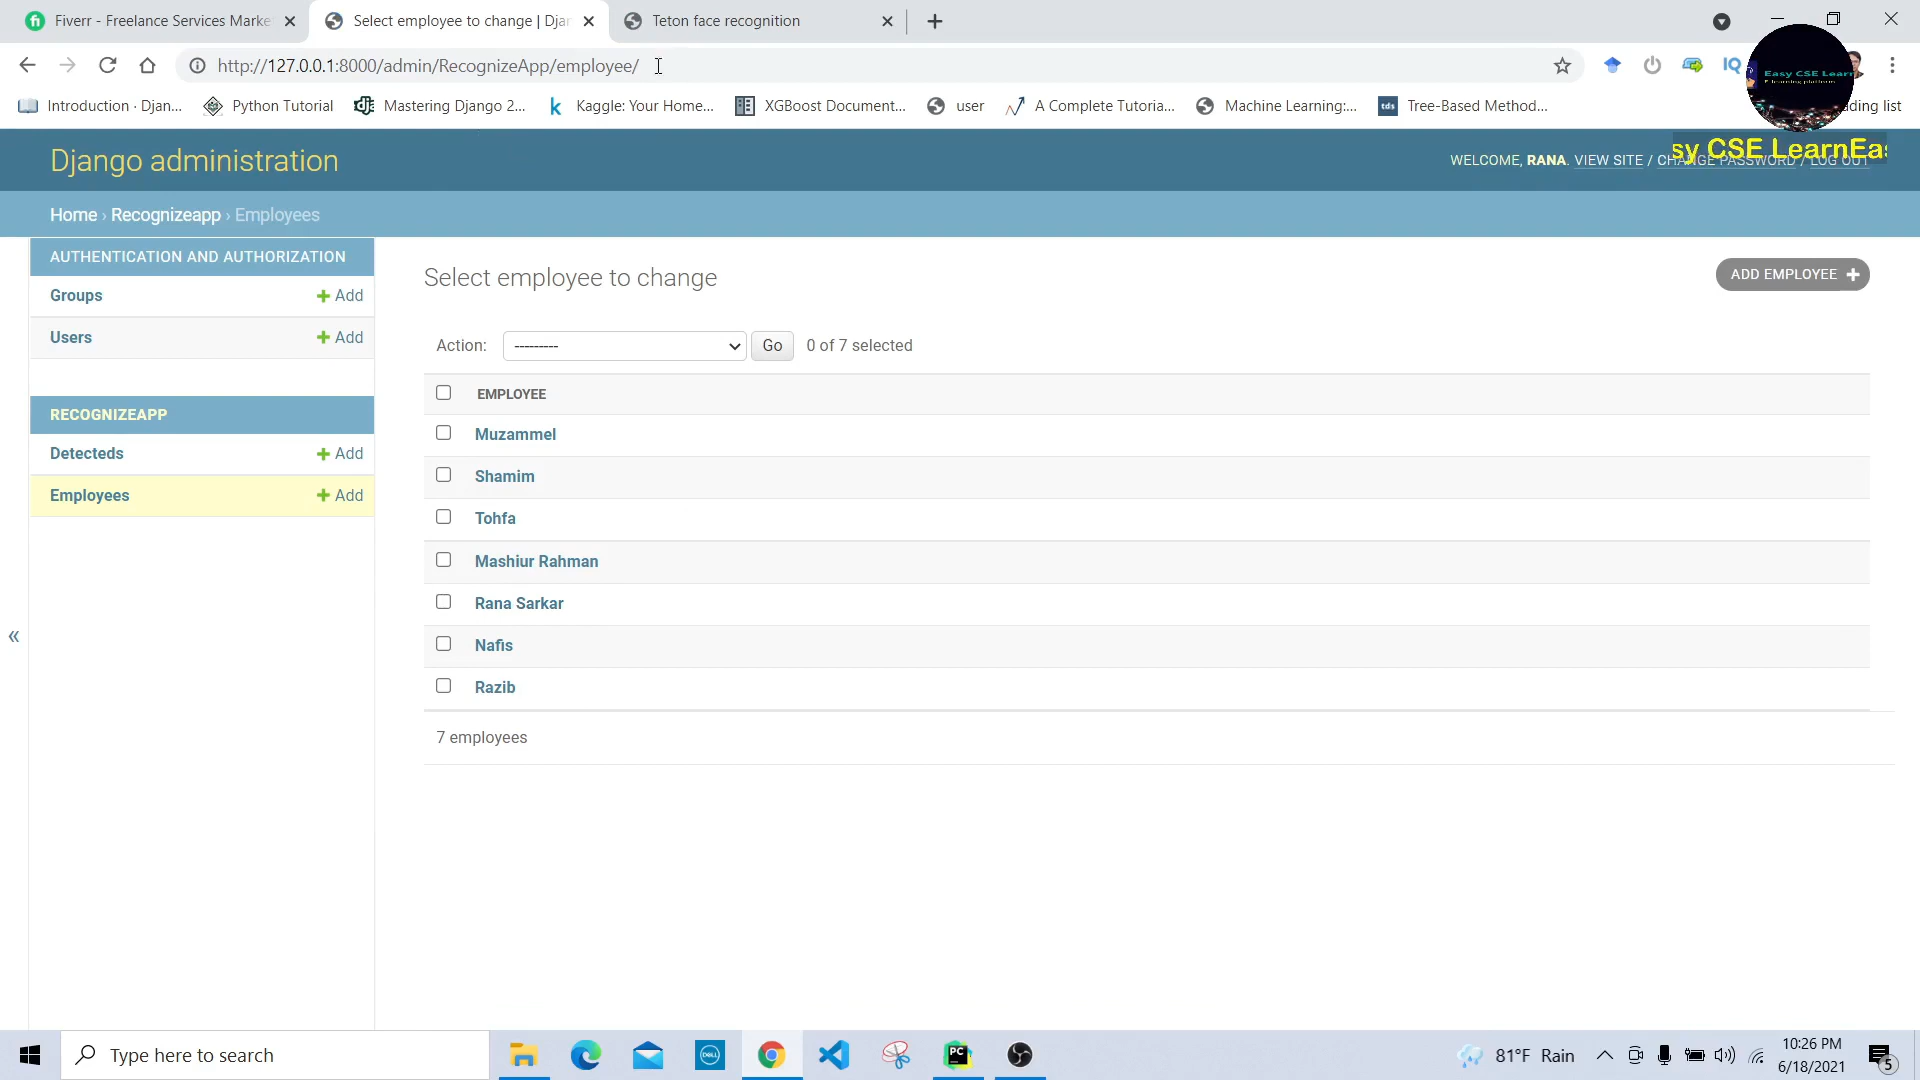 Fiverr - Freelance Services Marke
Select employee to change | Djan
Teton face recognition
http://127.0.0.1:8000/admin/RecognizeApp/employee/
Introduction · Djan...
Python Tutorial
Mastering Django 2...
Kaggle: Your Home...
XGBoost Document...
user
A Complete Tutoria...
Machine Learning:...
tds
Tree-Based Method...
ding list
Easy CSE Learn
sy CSE LearnEas
Django administration
WELCOME, RANA. VIEW SITE / CHANGE PASSWORD / LOG OUT
Home › Recognizeapp › Employees
AUTHENTICATION AND AUTHORIZATION
Groups
Add
Users
Add
RECOGNIZEAPP
Detecteds
Add
Employees
Add
Select employee to change
ADD EMPLOYEE
Action: --------- Go 0 of 7 selected
EMPLOYEE
Muzammel
Shamim
Tohfa
Mashiur Rahman
Rana Sarkar
Nafis
Razib
7 employees
Type here to search
DELL
PC
81°F Rain
10:26 PM
6/18/2021
5